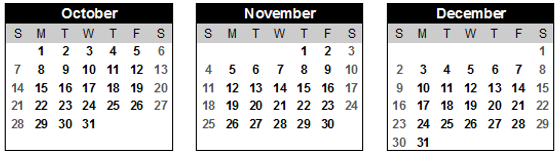 October
S M T W T F S
1 2 3 4 5 6
7 8 9 10 11 12 13
14 15 16 17 18 19 20
21 22 23 24 25 26 27
28 29 30 31
November
S M T W T F S
1 2 3
4 5 6 7 8 9 10
11 12 13 14 15 16 17
18 19 20 21 22 23 24
25 26 27 28 29 30
December
S M T W T F S
1
2 3 4 5 6 7 8
9 10 11 12 13 14 15
16 17 18 19 20 21 22
23 24 25 26 27 28 29
30 31